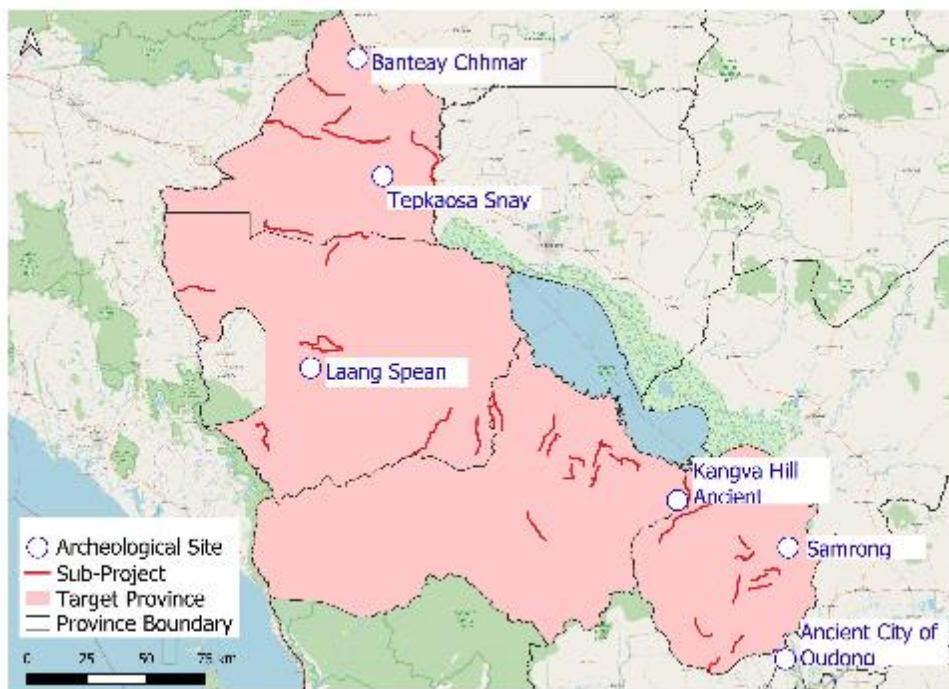 Banteay Chhmar
Tepkaosa Snay
Laang Spean
Kangva Hill
Ancient
Samrong
Ancient City of
Oudong
Archeological Site
Sub-Project
Target Province
Province Boundary
0 25 50 75 km